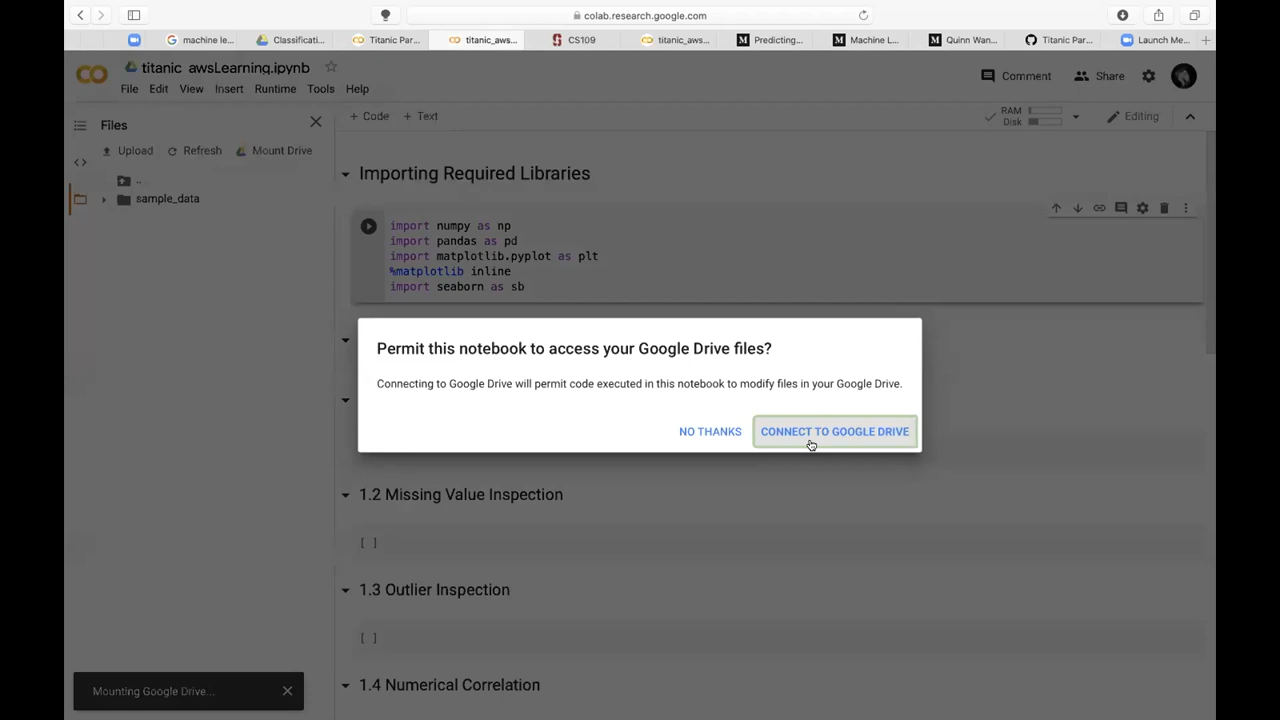 colab.research.google.com
machine le...
Classificati...
Titanic Par...
titanic_aws...
CS109
titanic_aws...
Predicting...
Machine L...
Quinn Wan...
Titanic Par...
Launch Me...
titanic_awsLearning.ipynb
Comment
Share
File Edit View Insert Runtime Tools Help
Files
+ Code + Text
RAM
Disk
Editing
Upload Refresh Mount Drive
..
sample_data
Importing Required Libraries
import numpy as np
import pandas as pd
import matplotlib.pyplot as plt
%matplotlib inline
import seaborn as sb
Permit this notebook to access your Google Drive files?
Connecting to Google Drive will permit code executed in this notebook to modify files in your Google Drive.
NO THANKS CONNECT TO GOOGLE DRIVE
1.2 Missing Value Inspection
[ ]
1.3 Outlier Inspection
[ ]
1.4 Numerical Correlation
Mounting Google Drive...